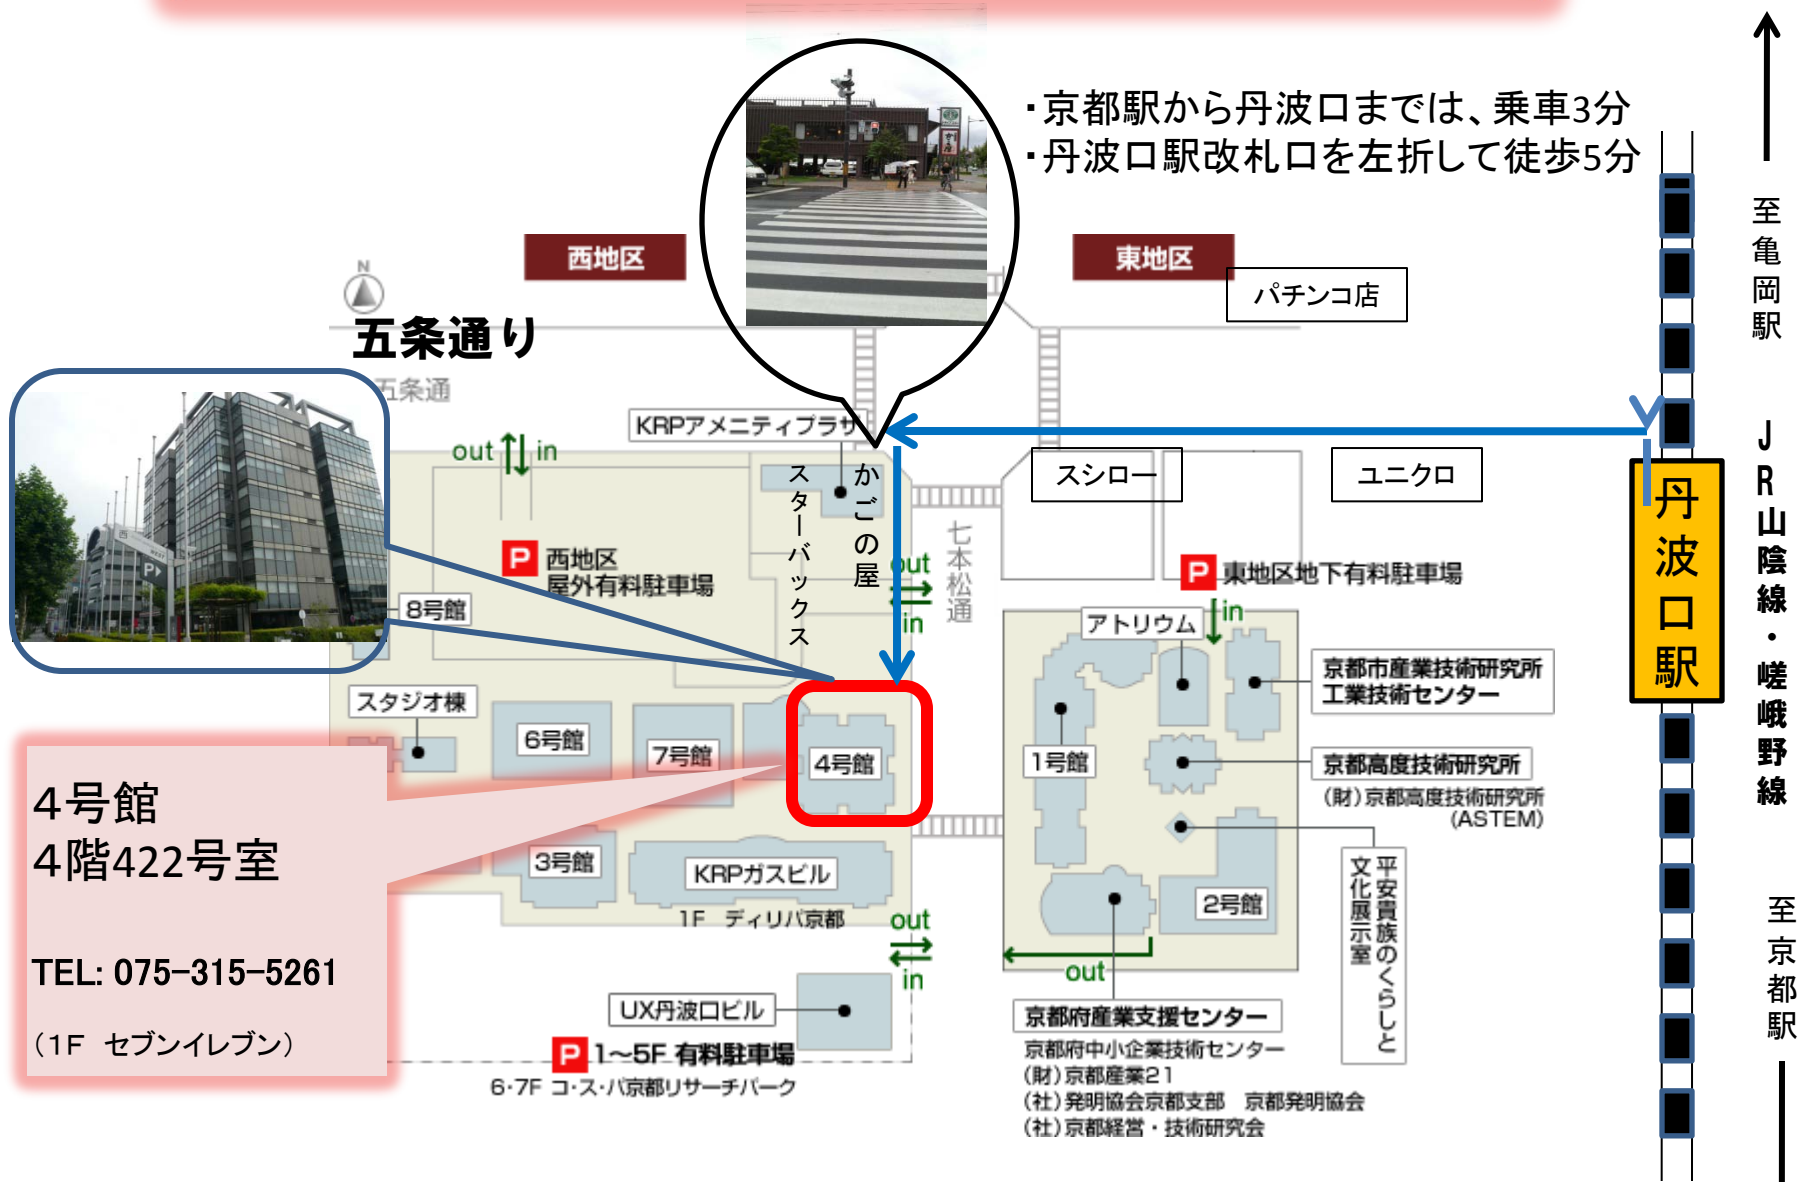 ・京都駅から丹波口までは、乗車3分
・丹波口駅改札口を左折して徒歩5分
西地区
東地区
パチンコ店
N
五条通り
五条通
至亀岡駅
KRPアメニティプラザ
out
in
スシロー
ユニクロ
かごの屋
スターバックス
七本松通
丹波口駅
JR山陰線・嵯峨野線
P 西地区
屋外有料駐車場
out
in
P 東地区地下有料駐車場
in
8号館
アトリウム
京都市産業技術研究所
工業技術センター
スタジオ棟
6号館
7号館
4号館
1号館
京都高度技術研究所
(財)京都高度技術研究所
(ASTEM)
4号館
4階422号室
TEL: 075-315-5261
(1F セブンイレブン)
3号館
KRPガスビル
1F ディリパ京都
2号館
平安貴族のくらしと
文化展示室
out
in
out
至京都駅
UX丹波口ビル
P 1~5F 有料駐車場
6・7F コ・ス・パ京都リサーチパーク
京都府産業支援センター
京都府中小企業技術センター
(財)京都産業21
(社)発明協会京都支部 京都発明協会
(社)京都経営・技術研究会